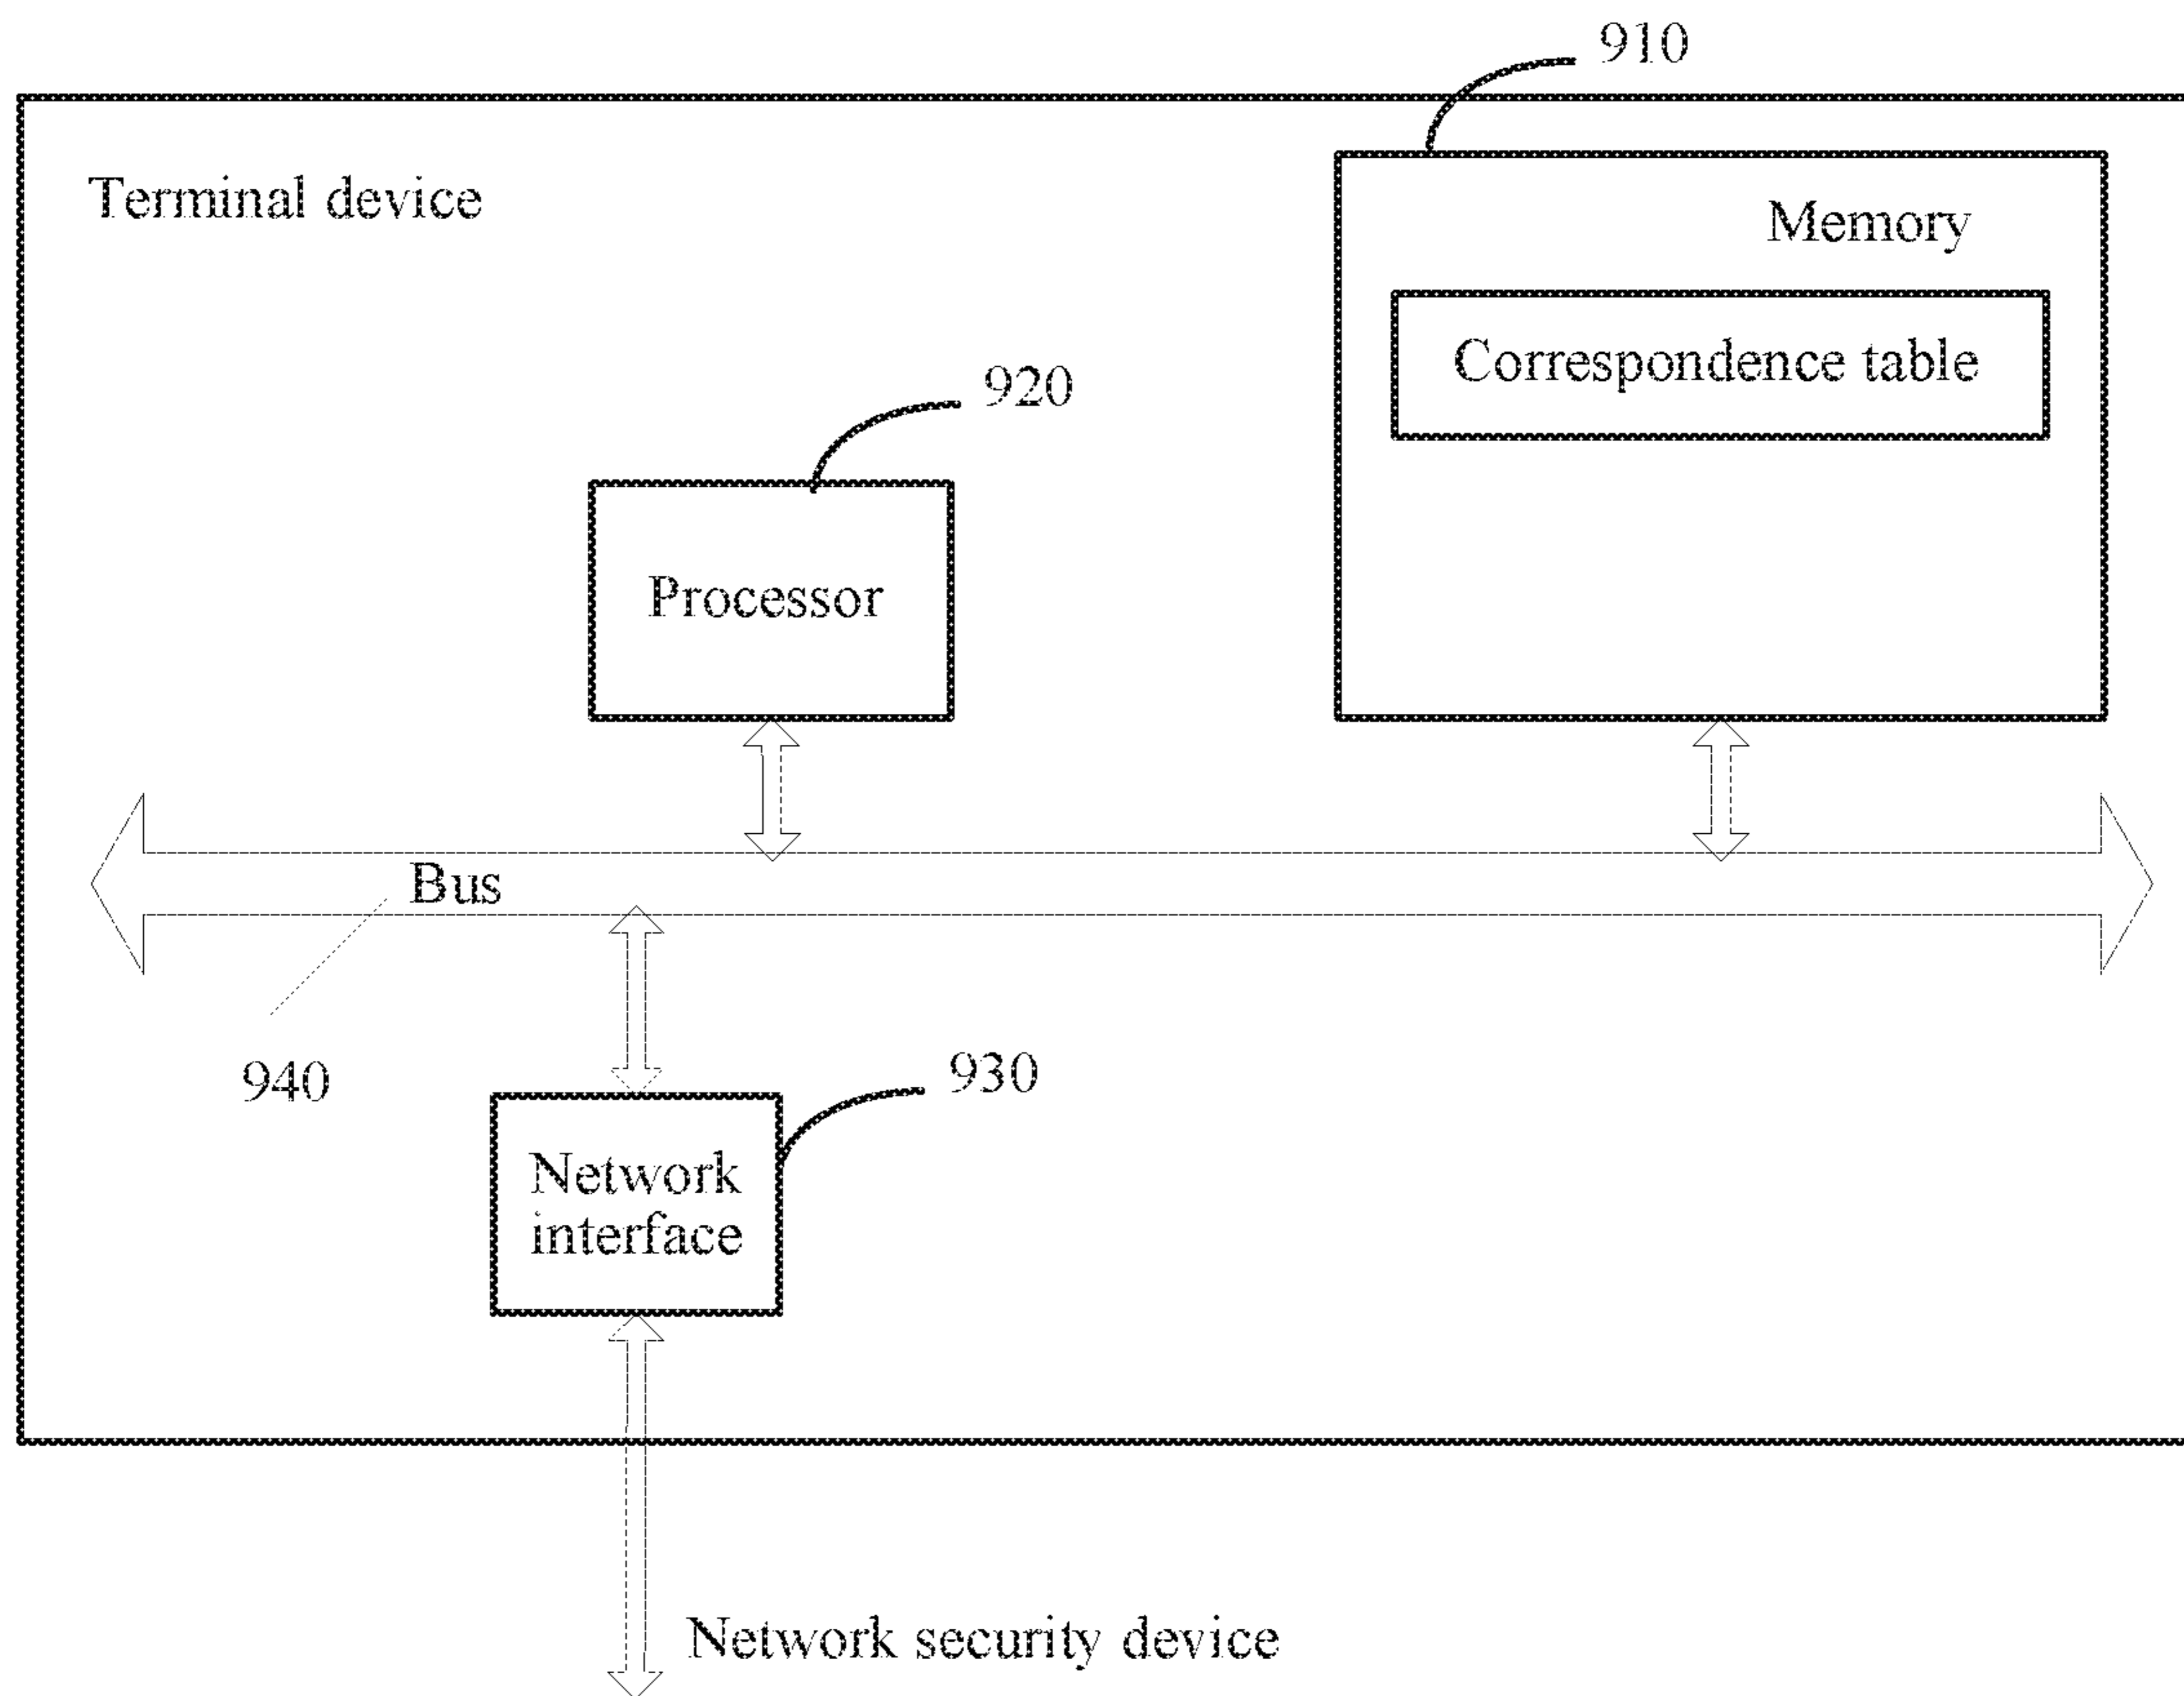 910
Terminal device
Memory
Correspondence table
920
Processor
Bus
940
930
Network
interface
Network security device